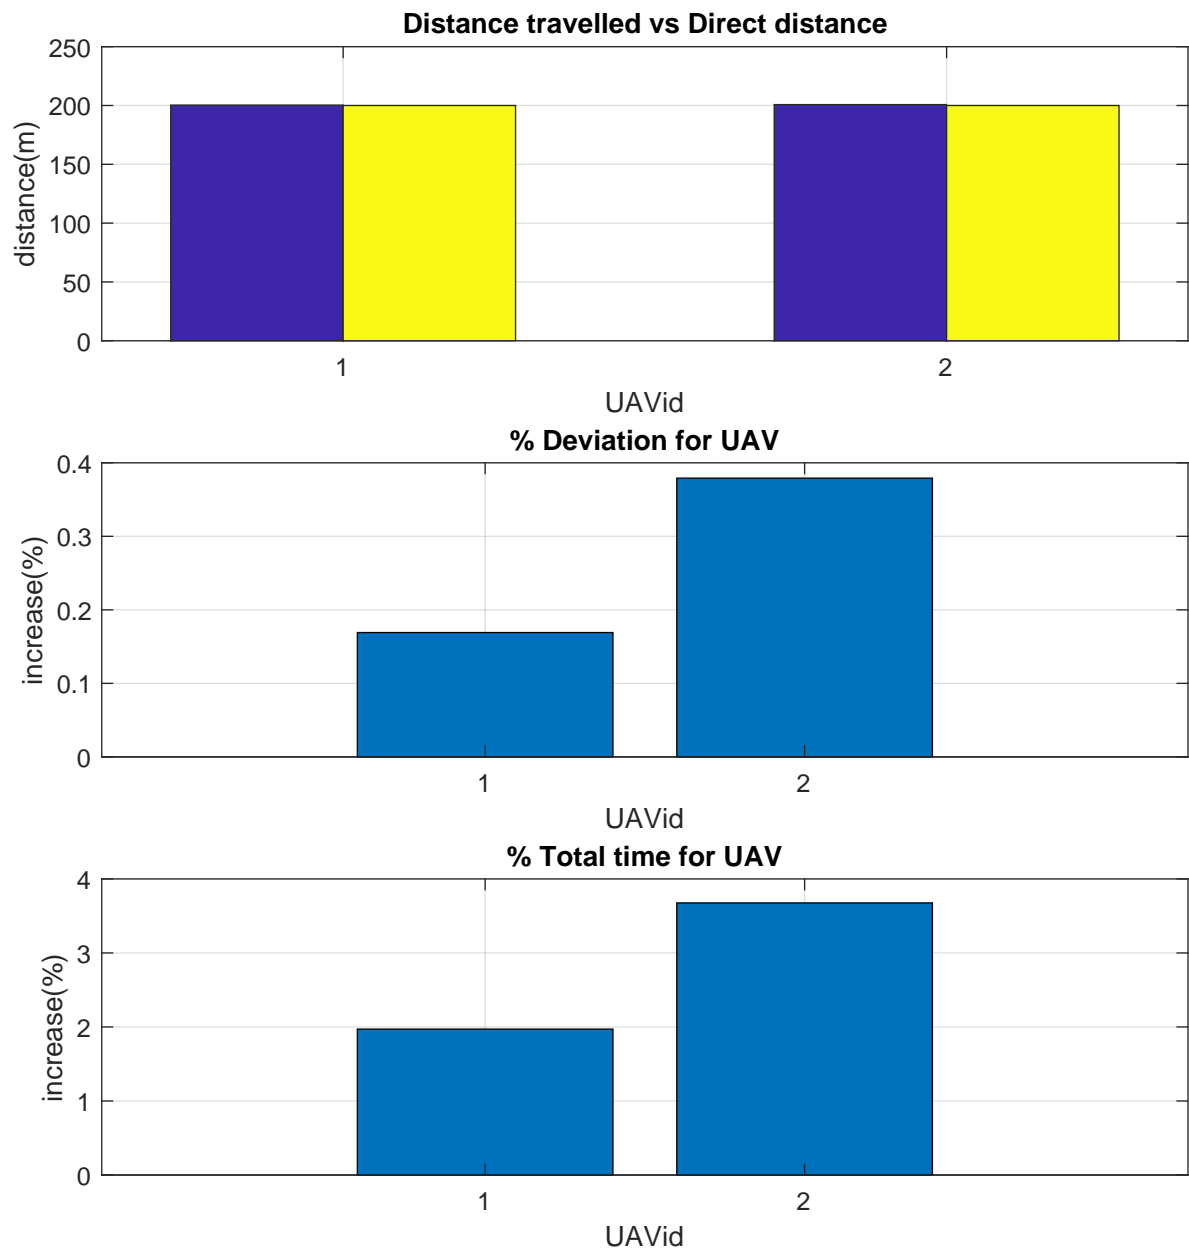 Distance travelled vs Direct distance
250
200
150
100
50
0
distance(m)
1 2
UAVid
% Deviation for UAV
0.4
0.3
0.2
0.1
0
increase(%)
1 2
UAVid
% Total time for UAV
4
3
2
1
0
increase(%)
1 2
UAVid